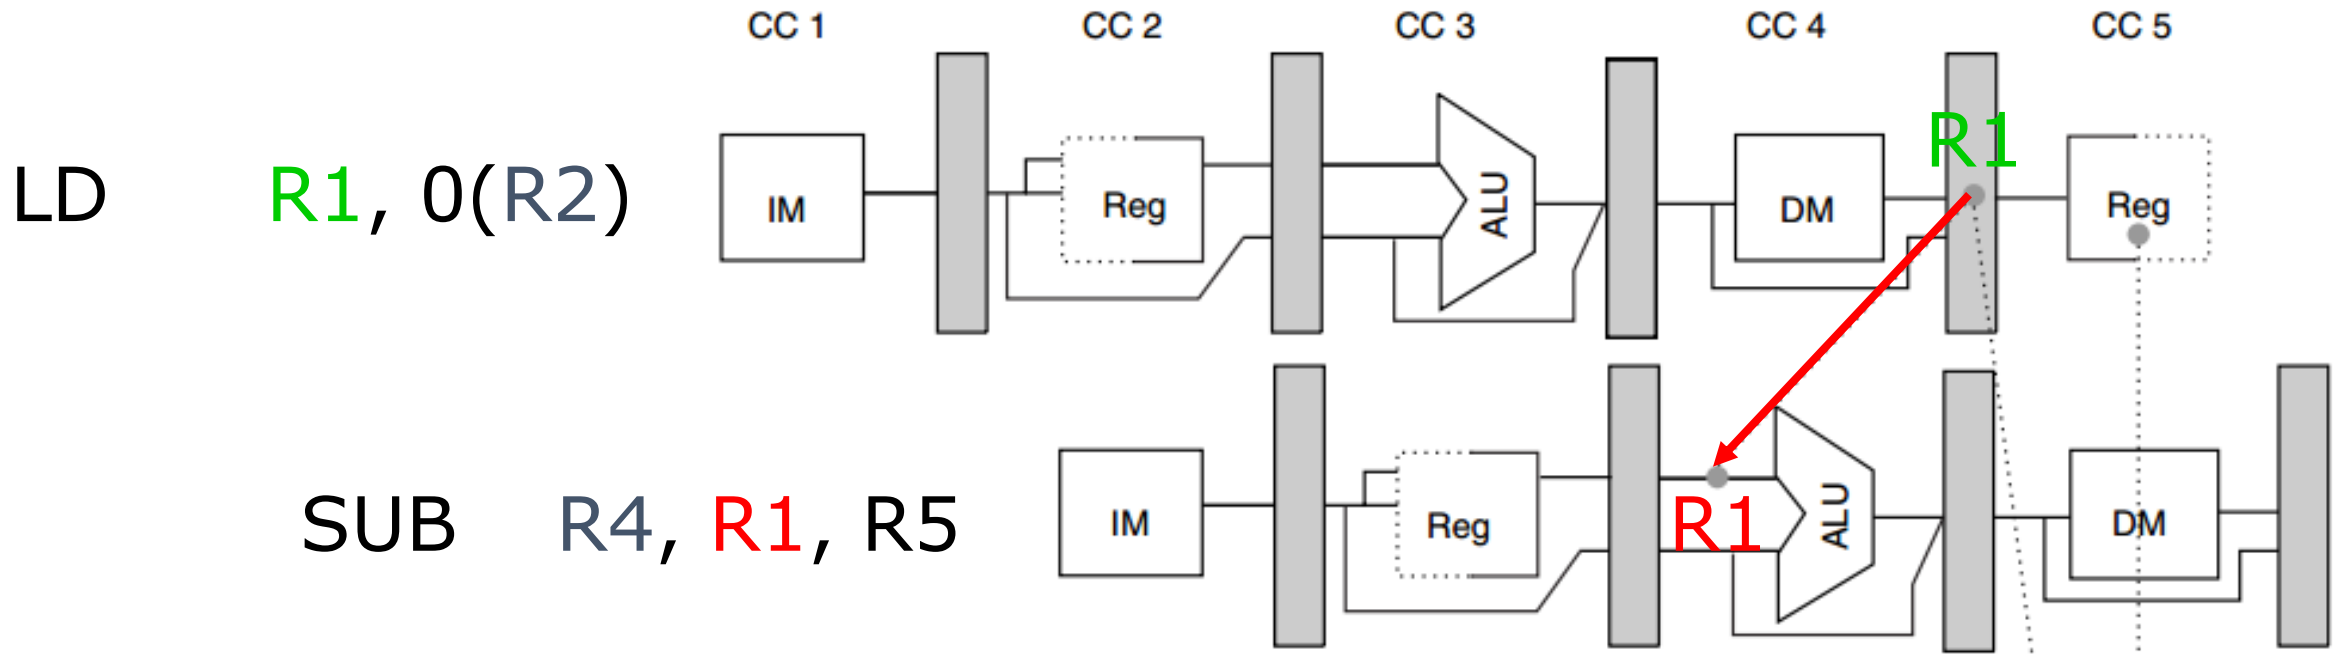 CC 1 CC 2 CC 3 CC 4 CC 5
R1
LD R1, 0(R2) IM Reg ALU DM Reg
SUB R4, R1, R5 IM Reg R1 ALU DM